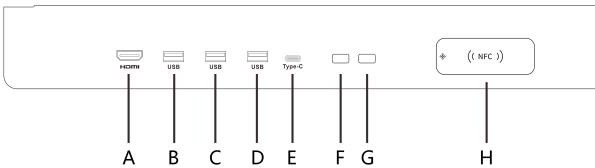 HDMI USB USB USB Type-C (( NFC ))
A B C D E F G H